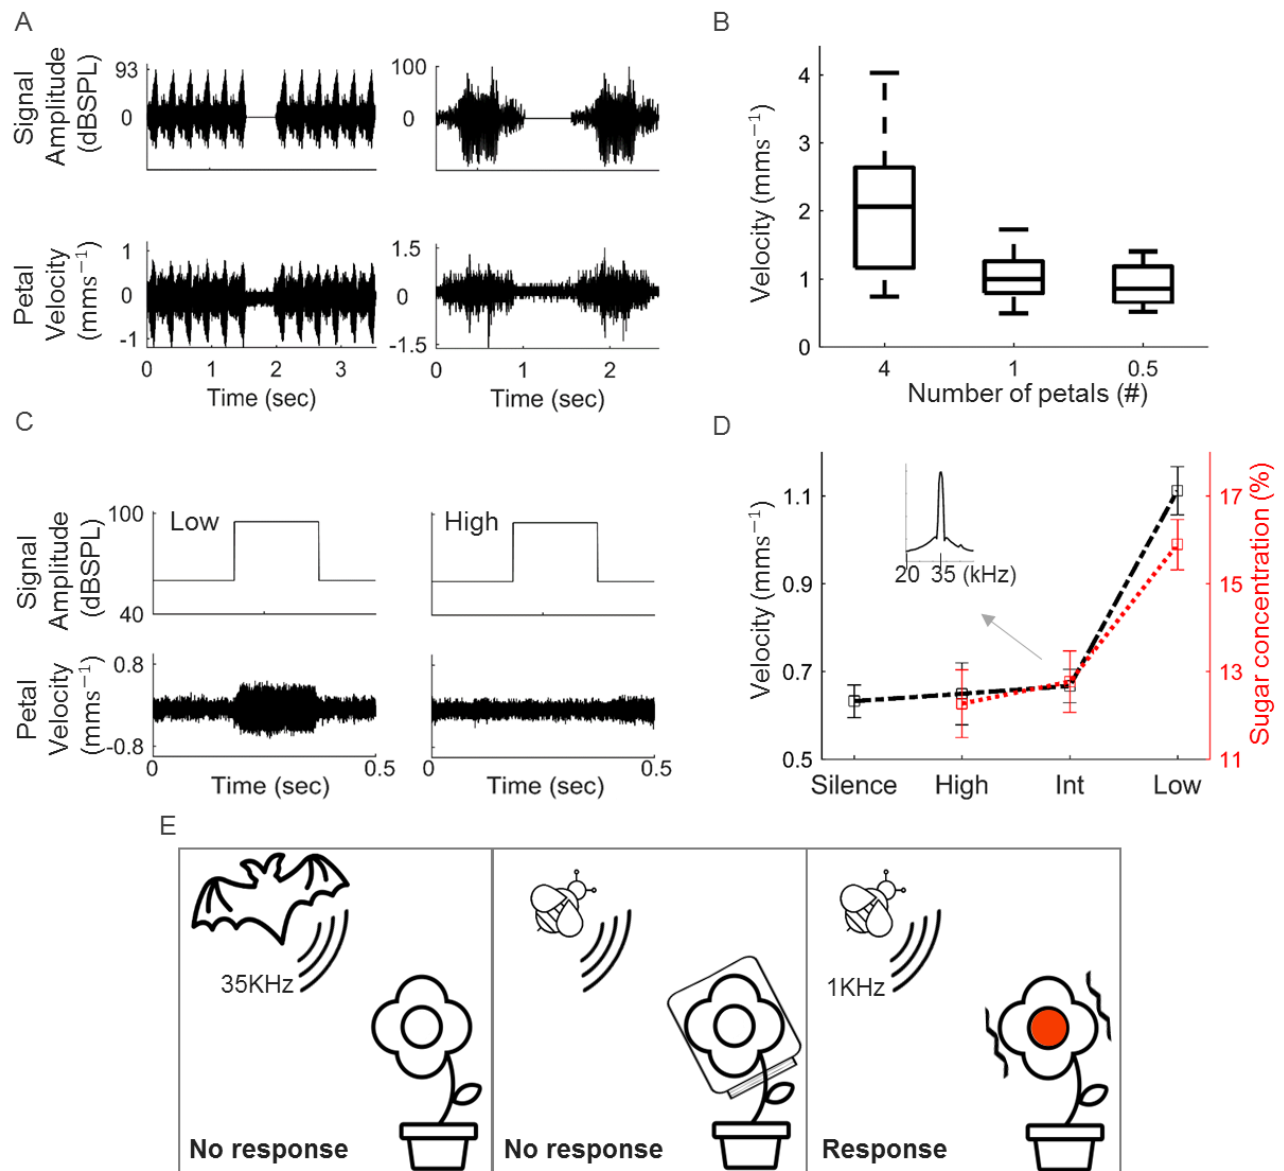 A
Signal
Amplitude
(dBSPL)
93
0
100
0
Petal
Velocity
(mms⁻¹)
1
0
-1
0 1 2 3
Time (sec)
1.5
0
-1.5
0 1 2
Time (sec)
B
Velocity (mms⁻¹)
4
3
2
1
0
4 1 0.5
Number of petals (#)
C
Signal
Amplitude
(dBSPL)
100
40
Low
High
Petal
Velocity
(mms⁻¹)
0.8
-0.8
0 0.5
Time (sec)
0 0.5
Time (sec)
D
Velocity (mms⁻¹)
1.1
0.9
0.7
0.5
20 35 (kHz)
17
15
13
11
Sugar concentration (%)
Silence High Int Low
E
35KHz
No response
No response
1KHz
Response